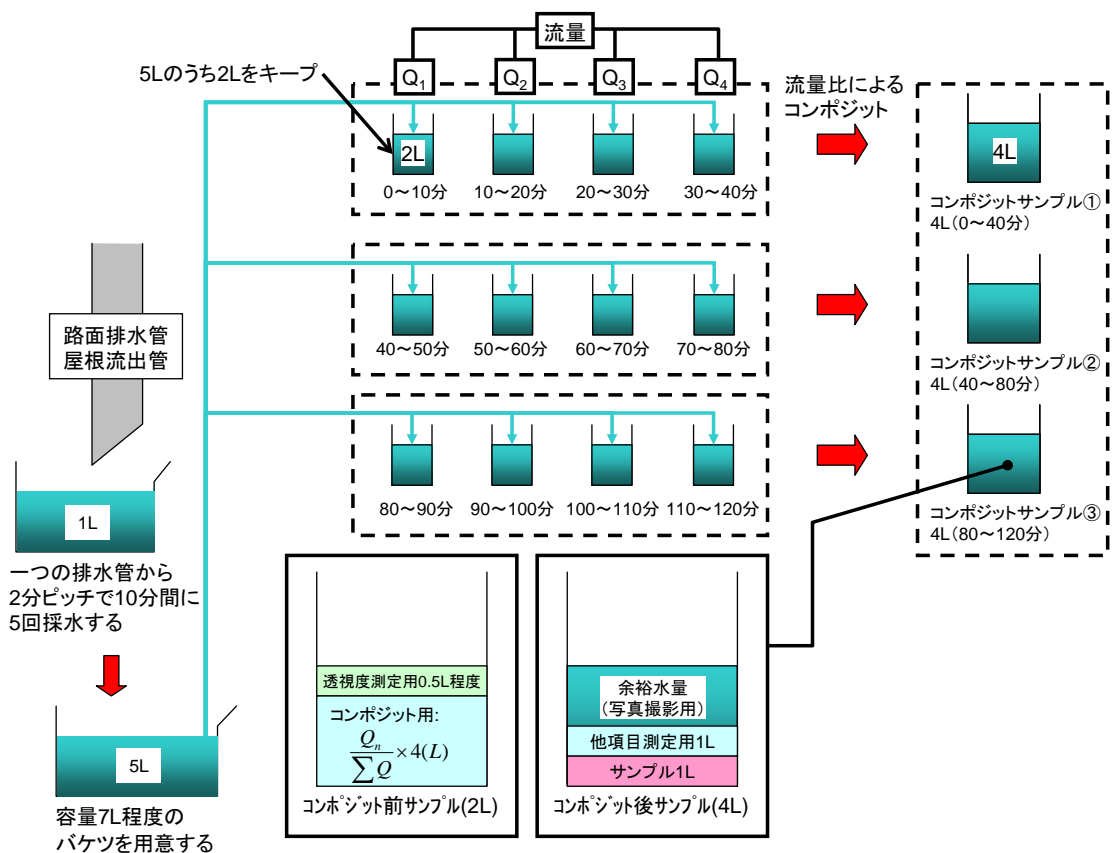 流量
5Lのうち2Lをキープ
Q1 Q2 Q3 Q4
流量比による
コンポジット
2L
0～10分 10～20分 20～30分 30～40分
4L
コンポジットサンプル①
4L(0～40分)
路面排水管
屋根流出管
40～50分 50～60分 60～70分 70～80分
コンポジットサンプル②
4L(40～80分)
1L
一つの排水管から
2分ピッチで10分間に
5回採水する
80～90分 90～100分 100～110分 110～120分
コンポジットサンプル③
4L(80～120分)
5L
容量7L程度の
バケツを用意する
透視度測定用0.5L程度
コンポジット用:
Qn/∑Q×4(L)
コンポジット前サンプル(2L)
余裕水量
(写真撮影用)
他項目測定用1L
サンプル1L
コンポジット後サンプル(4L)